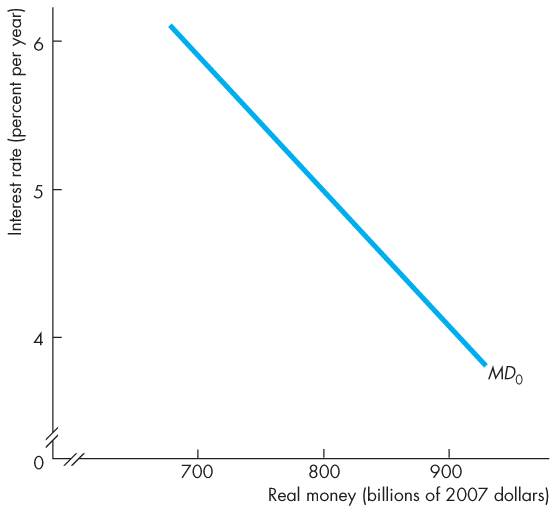 Interest rate (percent per year)
6
5
4
0
MD0
700 800 900
Real money (billions of 2007 dollars)